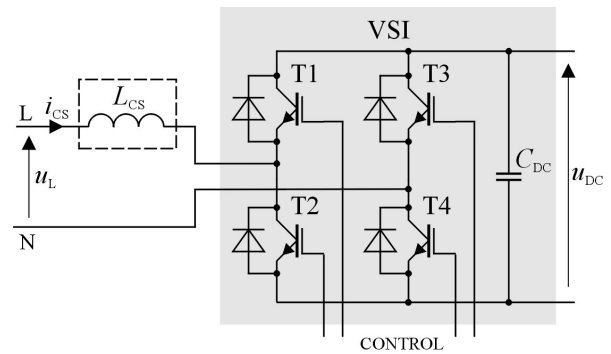 VSI
T1
T3
L_CS
i_CS
L
u_L
C_DC
u_DC
T2
T4
N
CONTROL